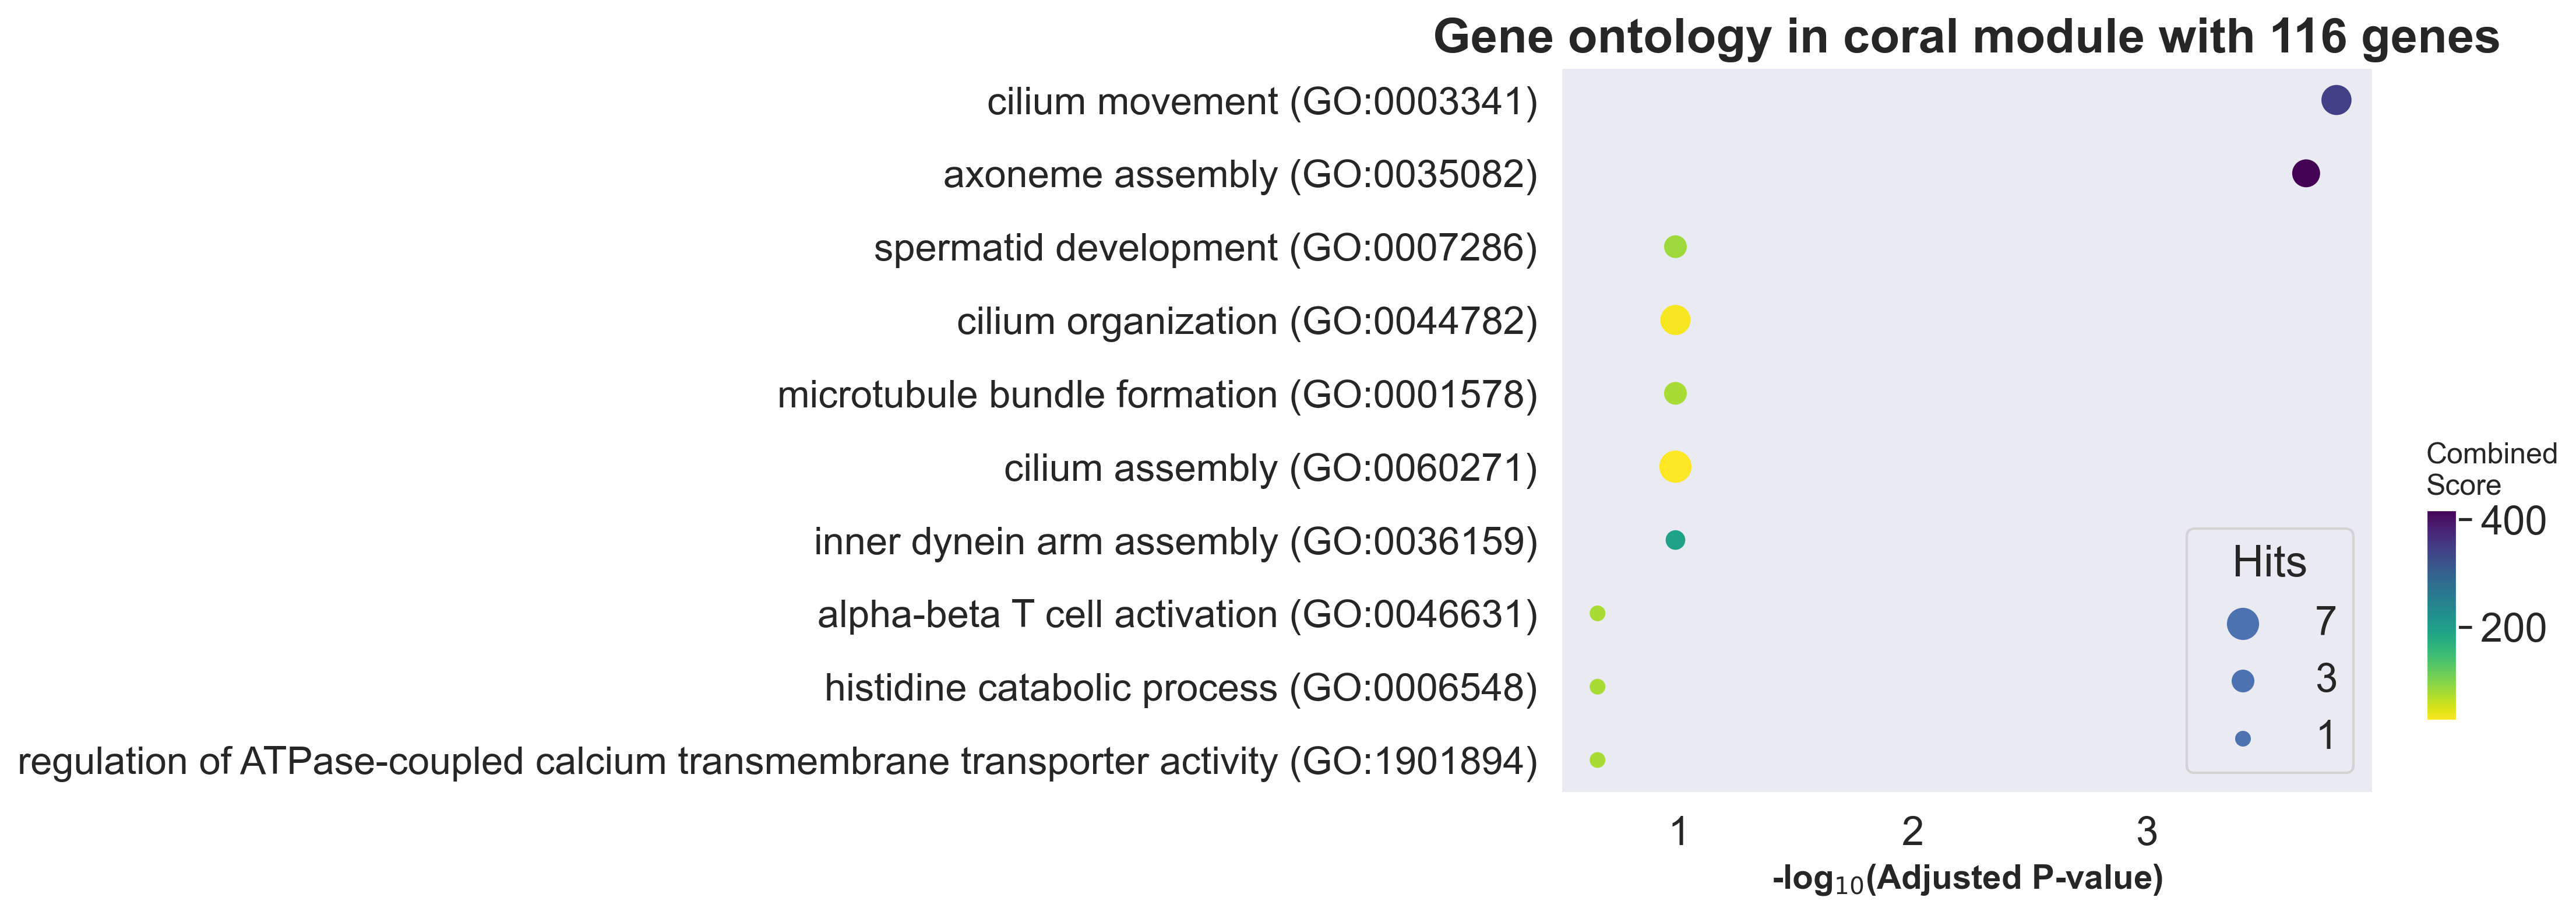 Gene ontology in coral module with 116 genes
cilium movement (GO:0003341)
axoneme assembly (GO:0035082)
spermatid development (GO:0007286)
cilium organization (GO:0044782)
microtubule bundle formation (GO:0001578)
cilium assembly (GO:0060271)
inner dynein arm assembly (GO:0036159)
alpha-beta T cell activation (GO:0046631)
histidine catabolic process (GO:0006548)
regulation of ATPase-coupled calcium transmembrane transporter activity (GO:1901894)
1 2 3
-log10(Adjusted P-value)
Hits
7
3
1
Combined
Score
400
200